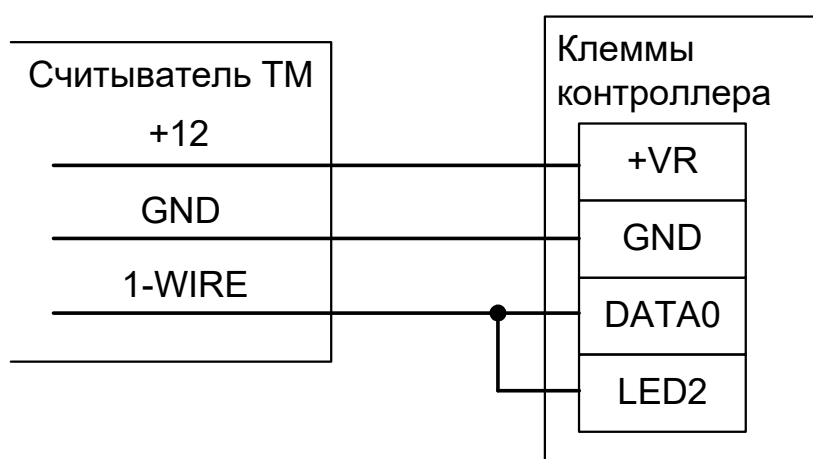 Считыватель ТМ
+12
GND
1-WIRE
Клеммы
контроллера
+VR
GND
DATA0
LED2